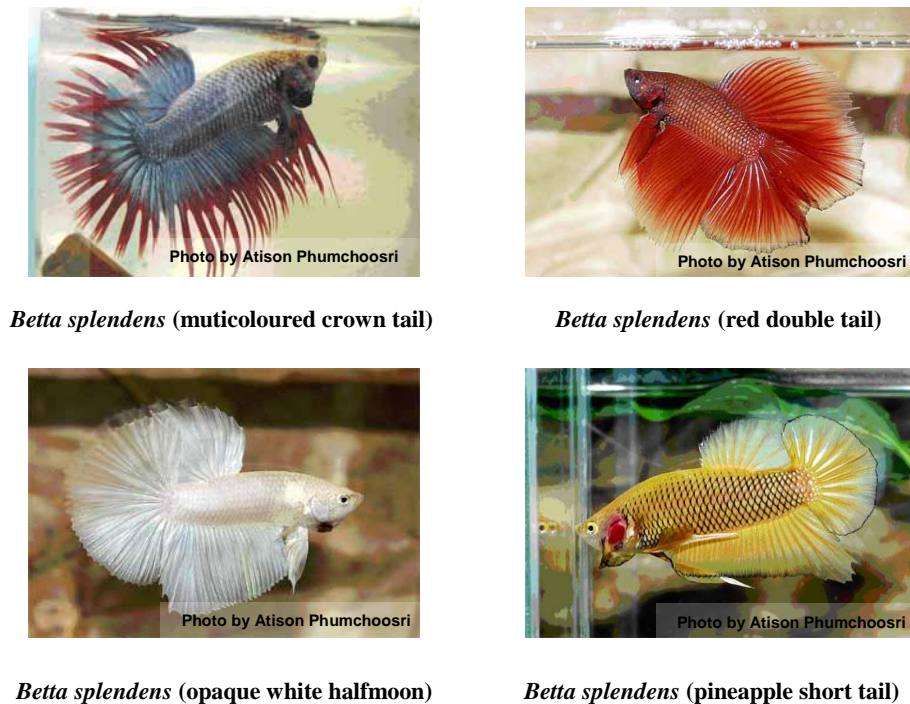 Photo by Atison Phumchoosri
Photo by Atison Phumchoosri
Betta splendens (muticoloured crown tail)
Betta splendens (red double tail)
Photo by Atison Phumchoosri
Photo by Atison Phumchoosri
Betta splendens (opaque white halfmoon)
Betta splendens (pineapple short tail)